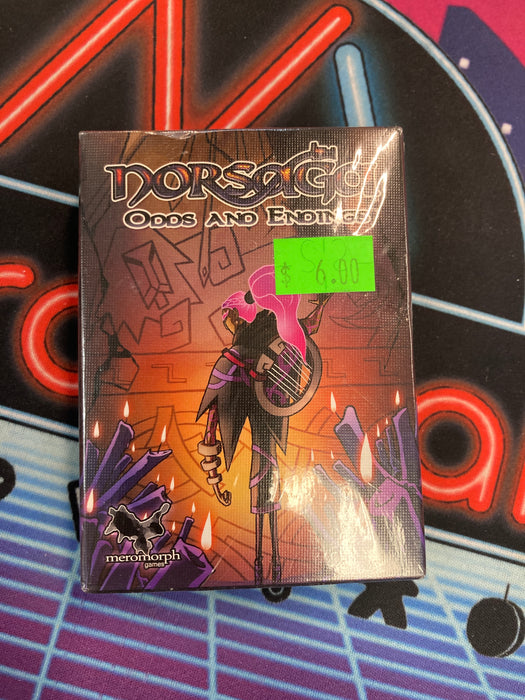 NORSAGA
ODDS AND ENDINGS
$ 6.00
meromorph
games